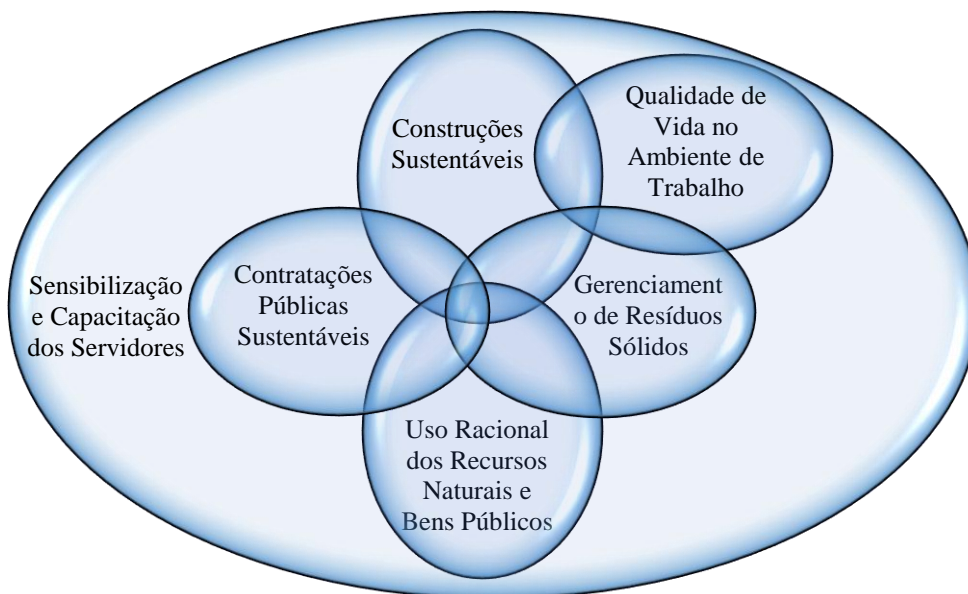 Construções
Sustentáveis
Qualidade de
Vida no
Ambiente de
Trabalho
Sensibilização
e Capacitação
dos Servidores
Contratações
Públicas
Sustentáveis
Gerenciament
o de Resíduos
Sólidos
Uso Racional
dos Recursos
Naturais e
Bens Públicos